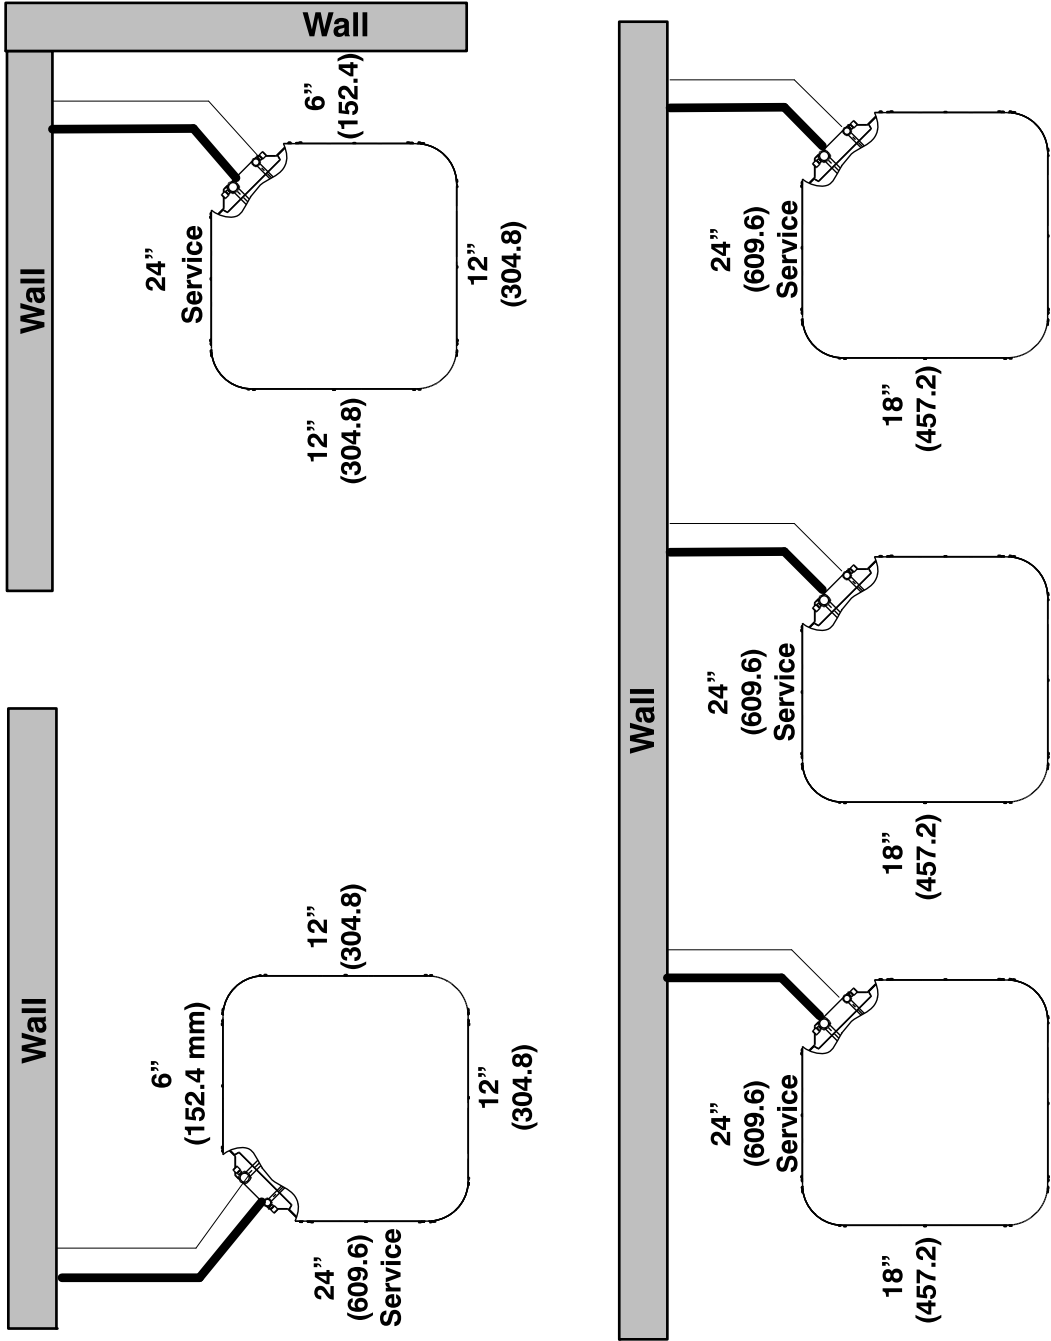 Wall
6”
(152.4 mm)
24”
(609.6)
Service
12”
(304.8)
12”
(304.8)
Wall
Wall
24”
Service
12”
(304.8)
6”
(152.4)
12”
(304.8)
Wall
24”
(609.6)
Service
18”
(457.2)
24”
(609.6)
Service
18”
(457.2)
24”
(609.6)
Service
18”
(457.2)